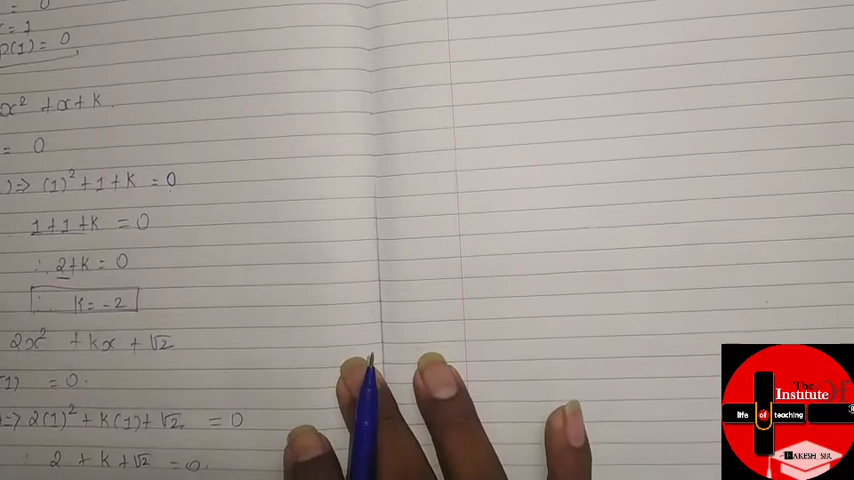 = 0
x = 1
p(1) = 0
x² + x + k
= 0
) => (1)² + 1 + k = 0
1 + 1 + k = 0
∴ 2 + k = 0
∴ k = -2
2x² + kx + √2
(1) = 0.
=> 2(1)² + k(1) + √2 = 0
∴ 2 + k + √2 = 0.
The
Institute
OF
life of teaching
RAKESH SIR